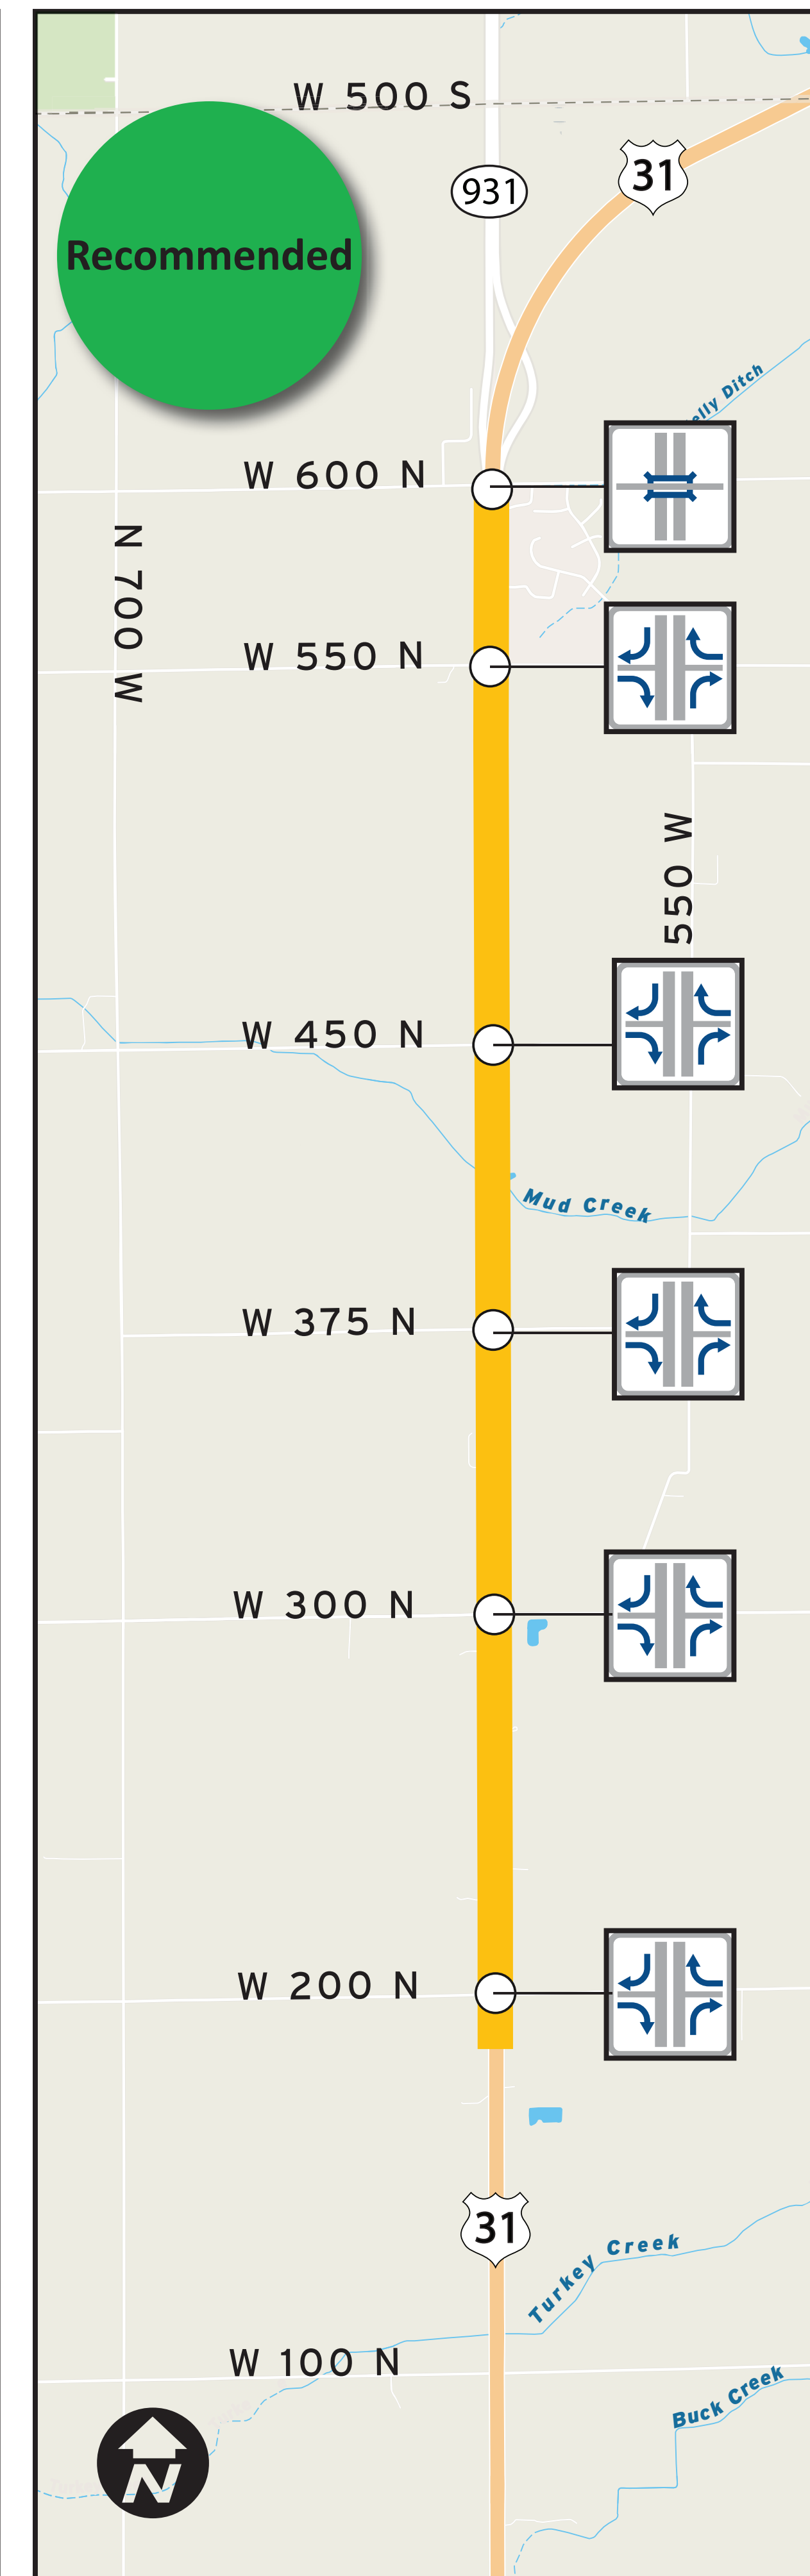 W 500 S
931
31
Recommended
elly Ditch
W 600 N
N 700 W
W 550 N
550 W
W 450 N
Mud Creek
W 375 N
W 300 N
W 200 N
31
Turkey Creek
W 100 N
Buck Creek
N